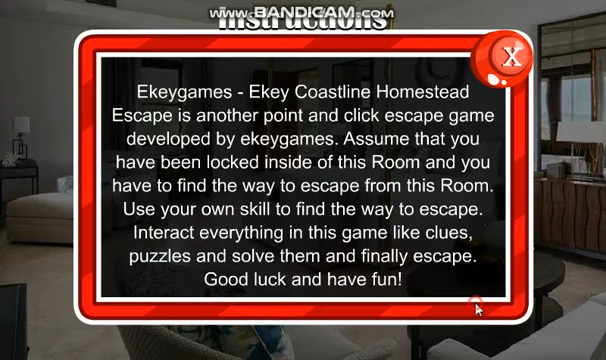 www.BANDICAM.com
Instructions
X
Ekeygames - Ekey Coastline Homestead
Escape is another point and click escape game
developed by ekeygames. Assume that you
have been locked inside of this Room and you
have to find the way to escape from this Room.
Use your own skill to find the way to escape.
Interact everything in this game like clues,
puzzles and solve them and finally escape.
Good luck and have fun!